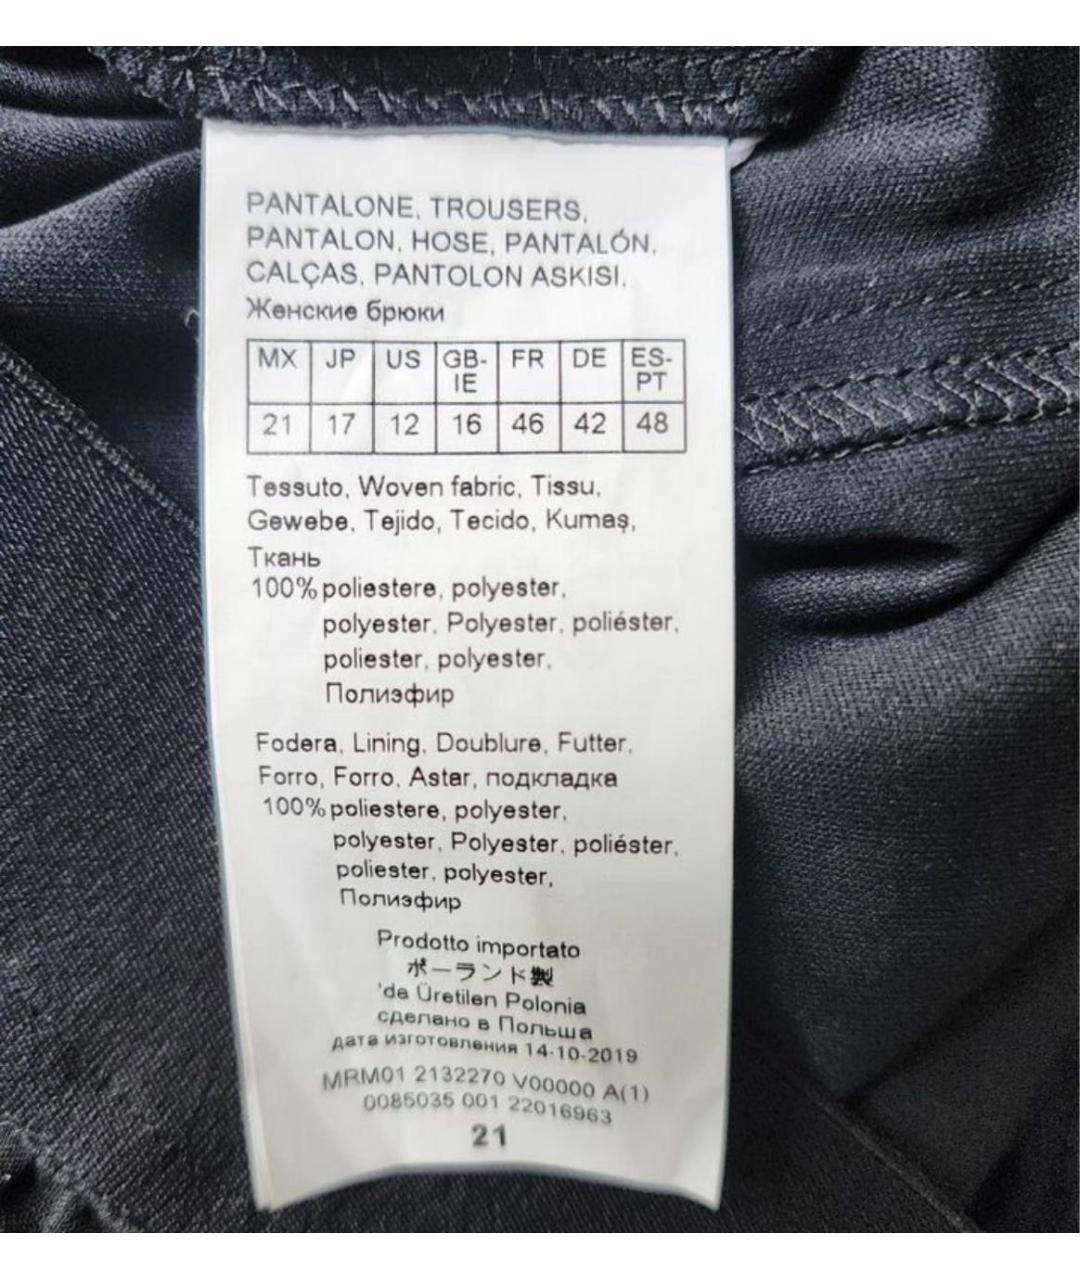 PANTALONE, TROUSERS,
PANTALON, HOSE, PANTALÓN,
CALÇAS, PANTOLON ASKISI,
Женские брюки
MX JP US GB-IE FR DE ES-PT
21 17 12 16 46 42 48
Tessuto, Woven fabric, Tissu,
Gewebe, Tejido, Tecido, Kumaş,
Ткань
100% poliestere, polyester,
polyester, Polyester, poliéster,
poliester, polyester,
Полиэфир
Fodera, Lining, Doublure, Futter,
Forro, Forro, Astar, подкладка
100% poliestere, polyester,
polyester, Polyester, poliéster,
poliester, polyester,
Полиэфир
Prodotto importato
ポーランド製
'de Üretilen Polonia
сделано в Польша
дата изготовления 14-10-2019
MRM01 2132270 V00000 A(1)
0085035 001 22016963
21